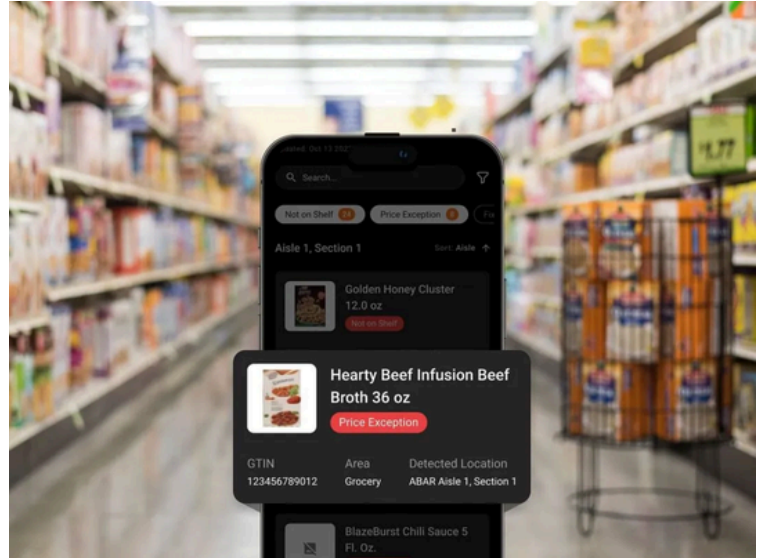 Search...
Not on Shelf 24
Price Exception 8
Aisle 1, Section 1
Sort: Aisle ↑
Golden Honey Cluster
12.0 oz
Not on Shelf
Hearty Beef Infusion Beef
Broth 36 oz
Price Exception
GTIN Area Detected Location
123456789012 Grocery ABAR Aisle 1, Section 1
BlazeBurst Chili Sauce 5
Fl. Oz.